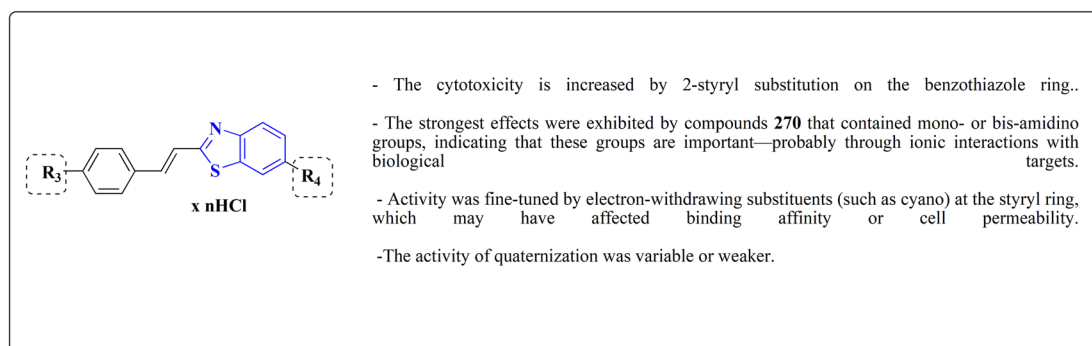 R3
N
S
R4
x nHCl
- The cytotoxicity is increased by 2-styryl substitution on the benzothiazole ring..
- The strongest effects were exhibited by compounds 270 that contained mono- or bis-amidino
groups, indicating that these groups are important—probably through ionic interactions with
biological targets.
- Activity was fine-tuned by electron-withdrawing substituents (such as cyano) at the styryl ring,
which may have affected binding affinity or cell permeability.
-The activity of quaternization was variable or weaker.